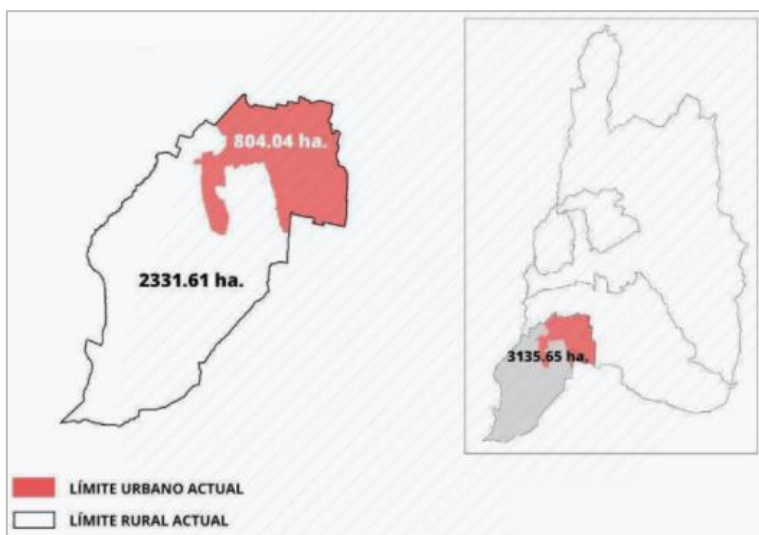 804.04 ha.
2331.61 ha.
3135.65 ha.
LÍMITE URBANO ACTUAL
LÍMITE RURAL ACTUAL